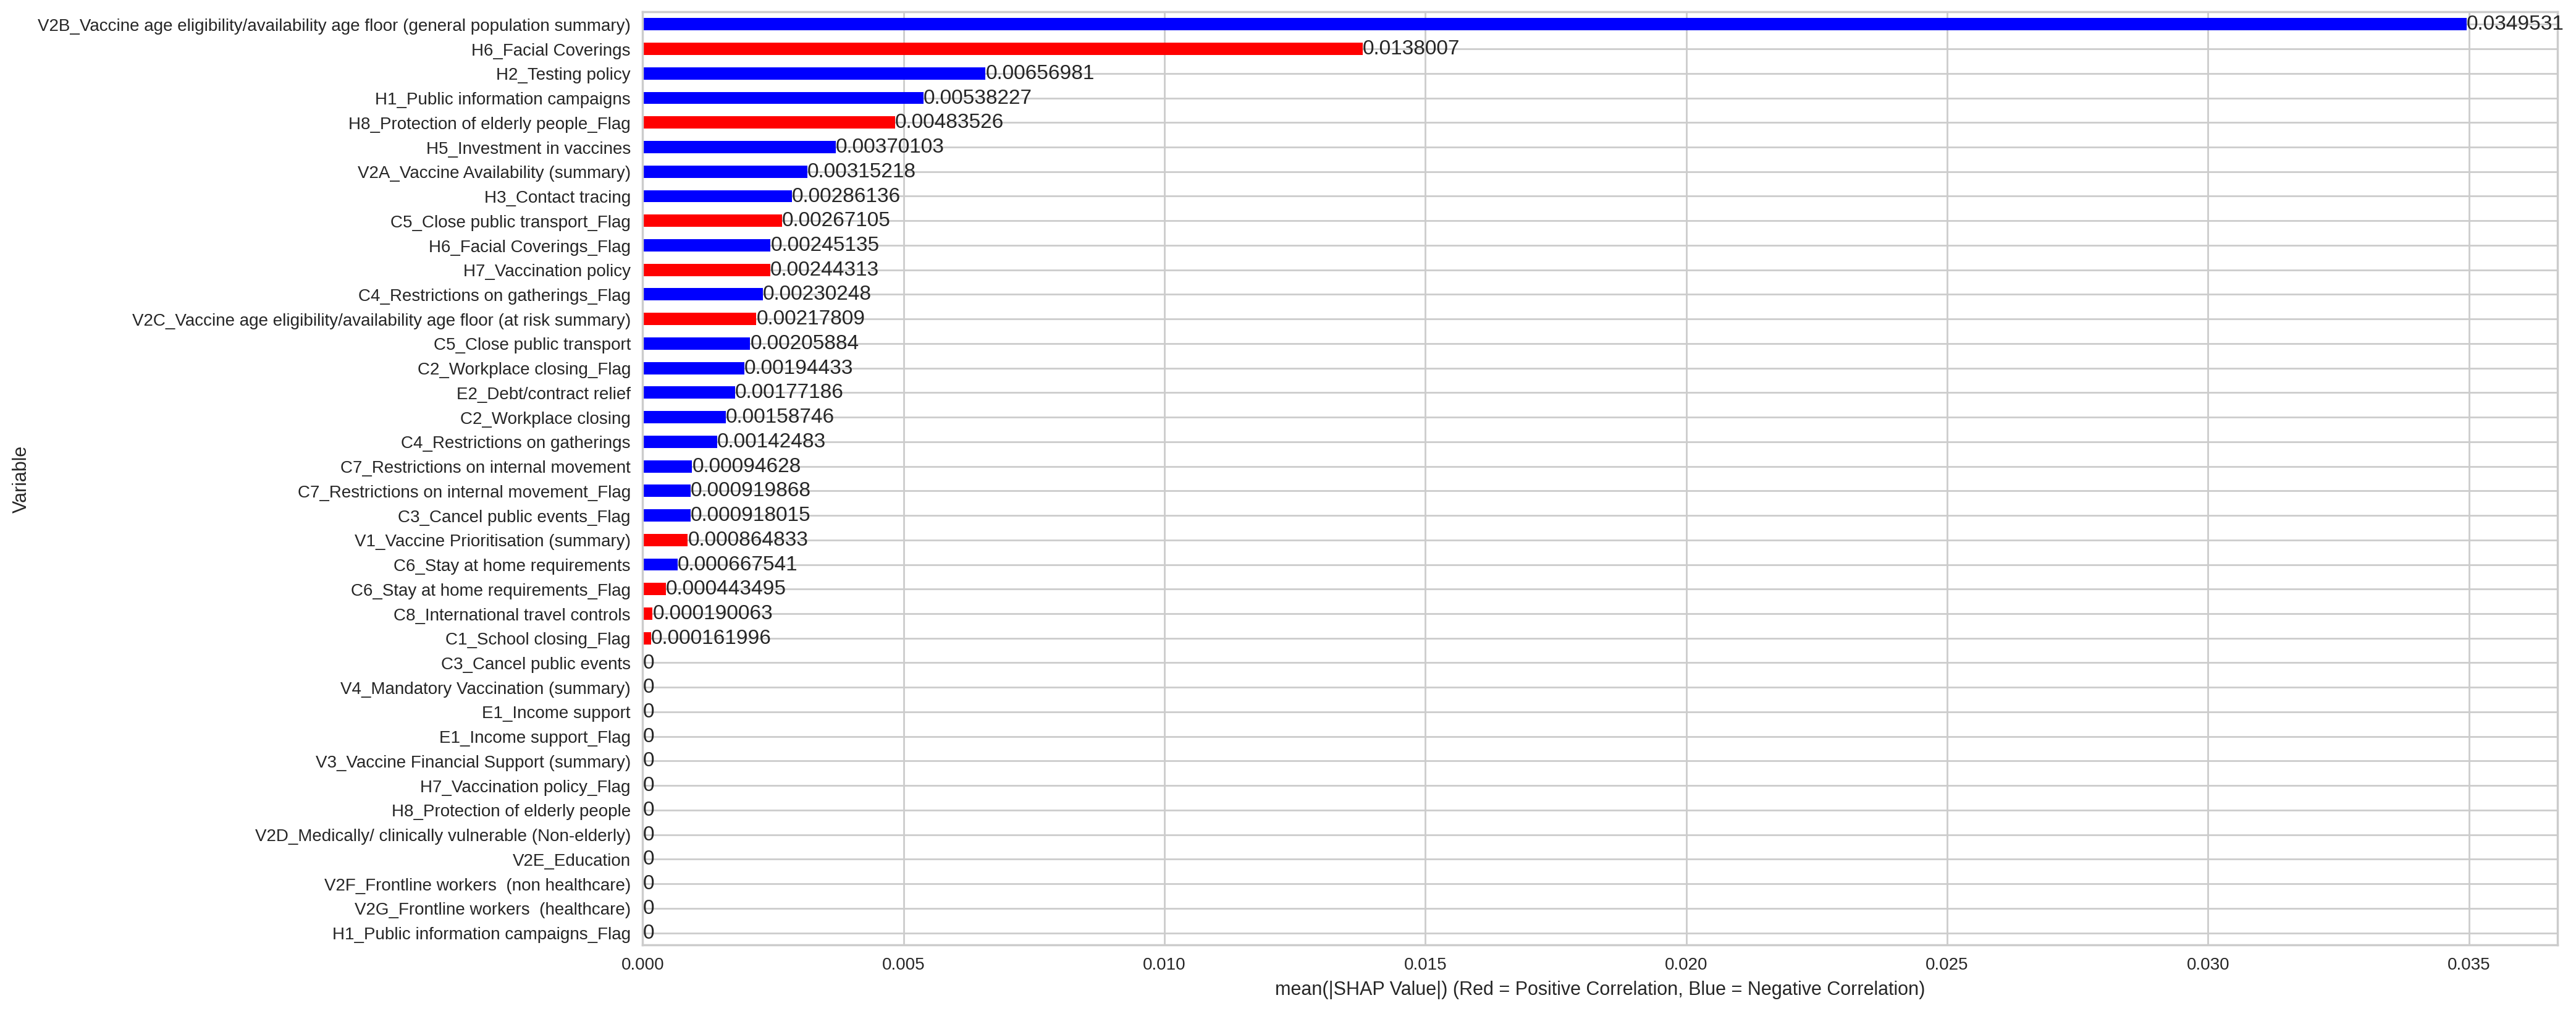 V2B_Vaccine age eligibility/availability age floor (general population summary) 0.0349531
H6_Facial Coverings 0.0138007
H2_Testing policy 0.00656981
H1_Public information campaigns 0.00538227
H8_Protection of elderly people_Flag 0.00483526
H5_Investment in vaccines 0.00370103
V2A_Vaccine Availability (summary) 0.00315218
H3_Contact tracing 0.00286136
C5_Close public transport_Flag 0.00267105
H6_Facial Coverings_Flag 0.00245135
H7_Vaccination policy 0.00244313
C4_Restrictions on gatherings_Flag 0.00230248
V2C_Vaccine age eligibility/availability age floor (at risk summary) 0.00217809
C5_Close public transport 0.00205884
C2_Workplace closing_Flag 0.00194433
E2_Debt/contract relief 0.00177186
C2_Workplace closing 0.00158746
C4_Restrictions on gatherings 0.00142483
C7_Restrictions on internal movement 0.00094628
C7_Restrictions on internal movement_Flag 0.000919868
C3_Cancel public events_Flag 0.000918015
V1_Vaccine Prioritisation (summary) 0.000864833
C6_Stay at home requirements 0.000667541
C6_Stay at home requirements_Flag 0.000443495
C8_International travel controls 0.000190063
C1_School closing_Flag 0.000161996
C3_Cancel public events 0
V4_Mandatory Vaccination (summary) 0
E1_Income support 0
E1_Income support_Flag 0
V3_Vaccine Financial Support (summary) 0
H7_Vaccination policy_Flag 0
H8_Protection of elderly people 0
V2D_Medically/ clinically vulnerable (Non-elderly) 0
V2E_Education 0
V2F_Frontline workers  (non healthcare) 0
V2G_Frontline workers  (healthcare) 0
H1_Public information campaigns_Flag 0
Variable
0.000 0.005 0.010 0.015 0.020 0.025 0.030 0.035
mean(|SHAP Value|) (Red = Positive Correlation, Blue = Negative Correlation)